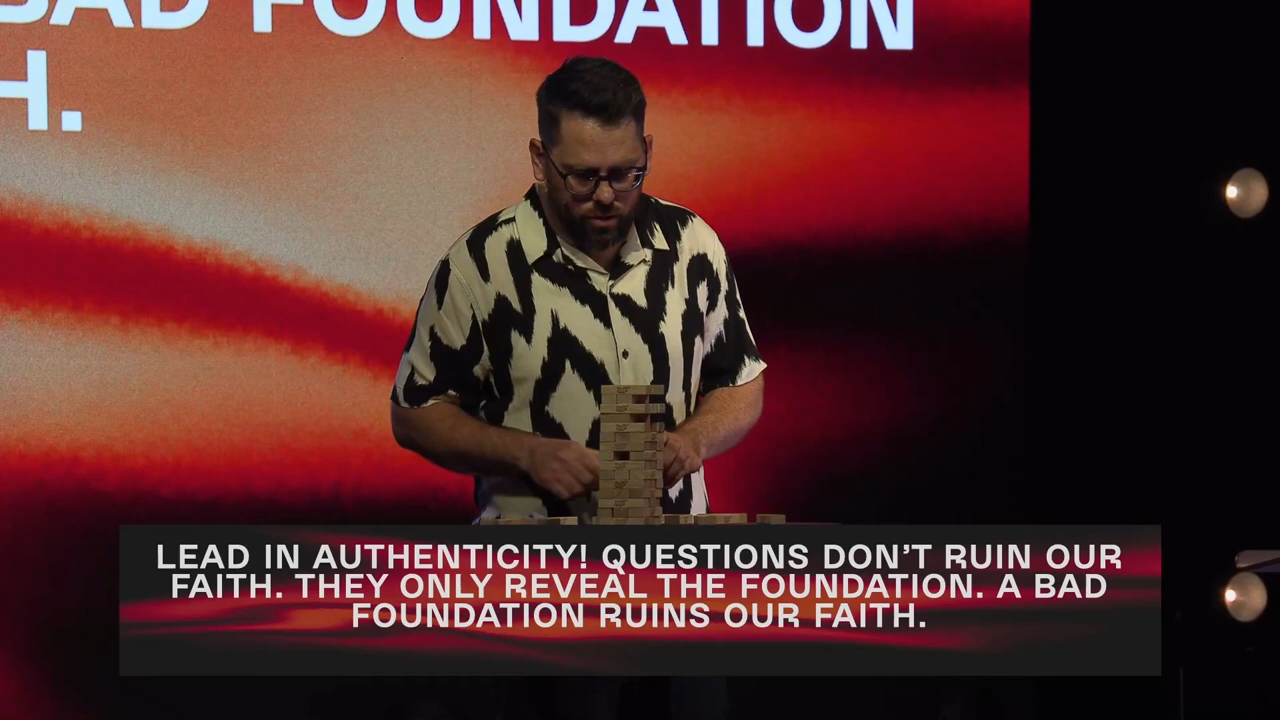 BAD FOUNDATION
H.
LEAD IN AUTHENTICITY! QUESTIONS DON'T RUIN OUR
FAITH. THEY ONLY REVEAL THE FOUNDATION. A BAD
FOUNDATION RUINS OUR FAITH.